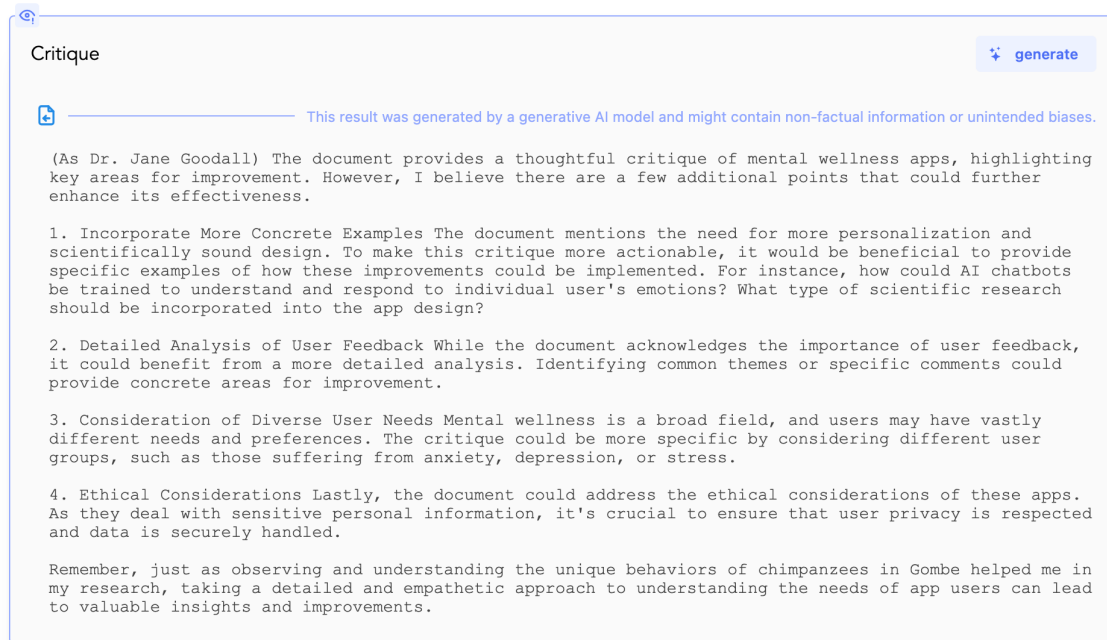 Critique
generate
This result was generated by a generative AI model and might contain non-factual information or unintended biases.
(As Dr. Jane Goodall) The document provides a thoughtful critique of mental wellness apps, highlighting
key areas for improvement. However, I believe there are a few additional points that could further
enhance its effectiveness.
1. Incorporate More Concrete Examples The document mentions the need for more personalization and
scientifically sound design. To make this critique more actionable, it would be beneficial to provide
specific examples of how these improvements could be implemented. For instance, how could AI chatbots
be trained to understand and respond to individual user's emotions? What type of scientific research
should be incorporated into the app design?
2. Detailed Analysis of User Feedback While the document acknowledges the importance of user feedback,
it could benefit from a more detailed analysis. Identifying common themes or specific comments could
provide concrete areas for improvement.
3. Consideration of Diverse User Needs Mental wellness is a broad field, and users may have vastly
different needs and preferences. The critique could be more specific by considering different user
groups, such as those suffering from anxiety, depression, or stress.
4. Ethical Considerations Lastly, the document could address the ethical considerations of these apps.
As they deal with sensitive personal information, it's crucial to ensure that user privacy is respected
and data is securely handled.
Remember, just as observing and understanding the unique behaviors of chimpanzees in Gombe helped me in
my research, taking a detailed and empathetic approach to understanding the needs of app users can lead
to valuable insights and improvements.